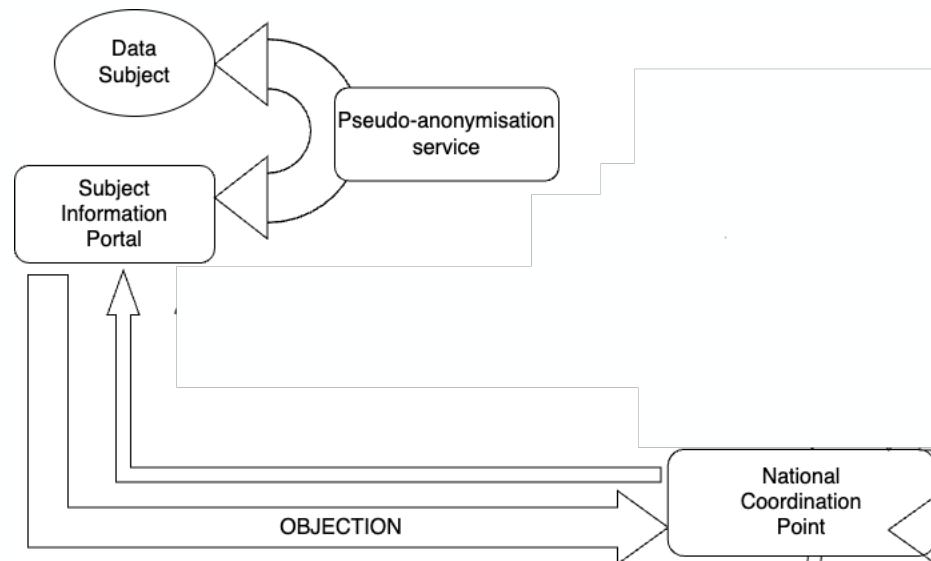 Data
Subject
Pseudo-anonymisation
service
Subject
Information
Portal
National
Coordination
Point
OBJECTION